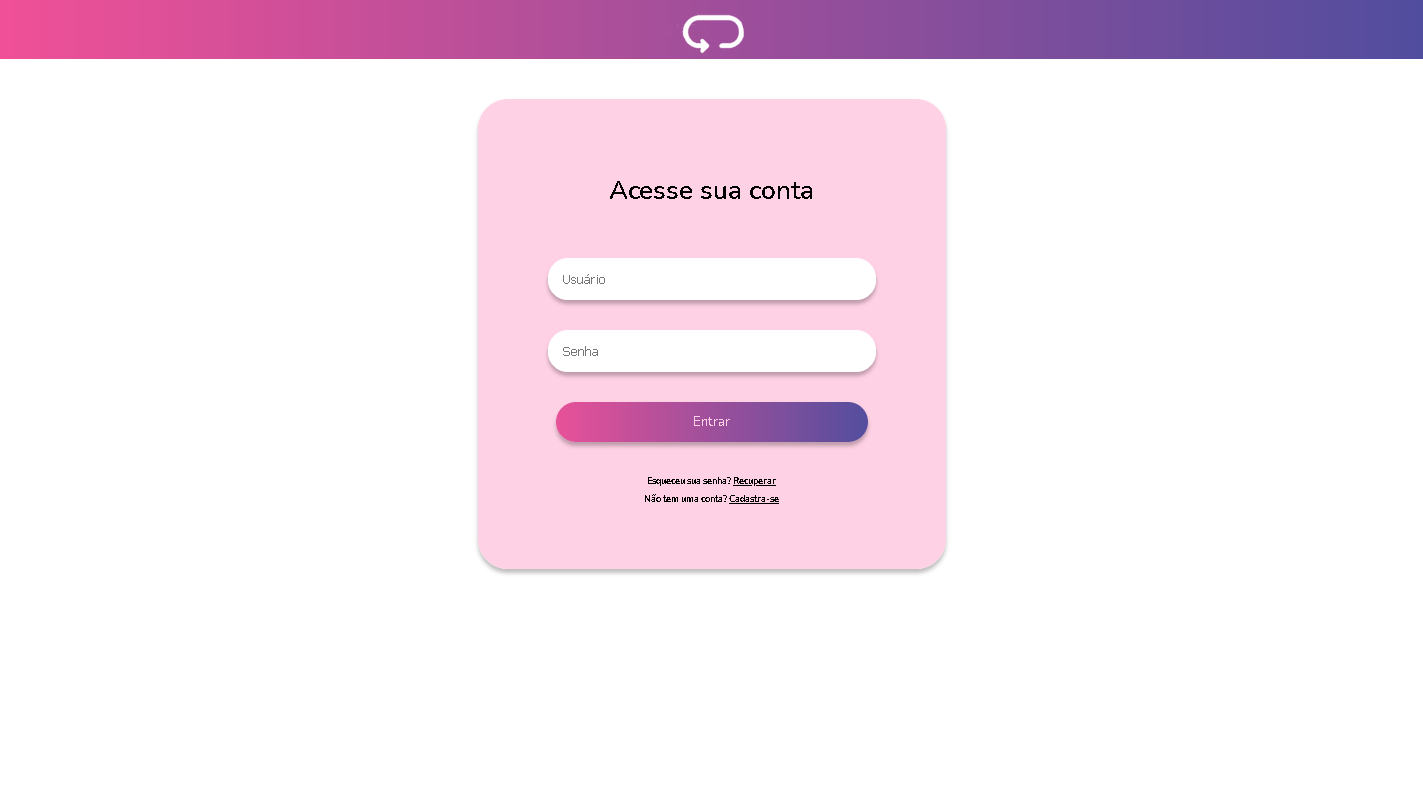 Acesse sua conta
Usuário
Senha
Entrar
Esqueceu sua senha? Recuperar
Não tem uma conta? Cadastra-se